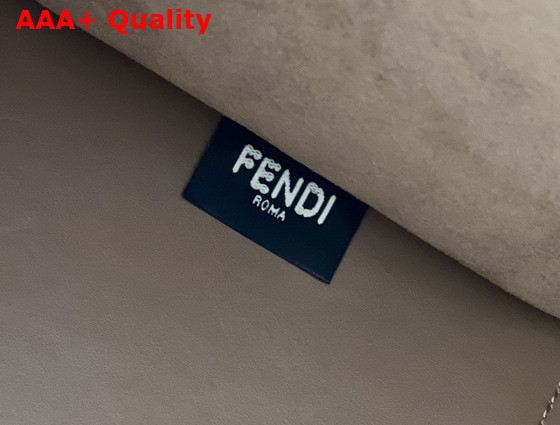 AAA+ Quality
FENDI
ROMA